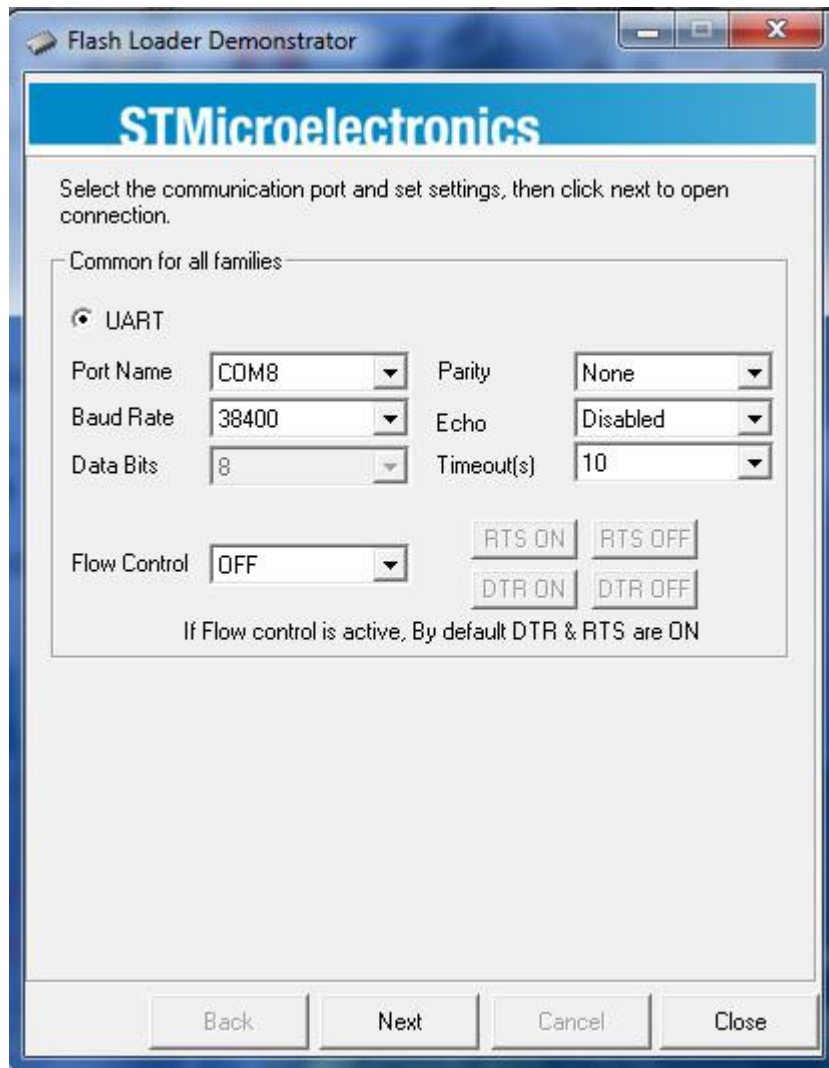 Flash Loader Demonstrator
STMicroelectronics
Select the communication port and set settings, then click next to open
connection.
Common for all families
UART
Port Name COM8 Parity None
Baud Rate 38400 Echo Disabled
Data Bits 8 Timeout(s) 10
RTS ON RTS OFF
Flow Control OFF
DTR ON DTR OFF
If Flow control is active, By default DTR & RTS are ON
Back Next Cancel Close